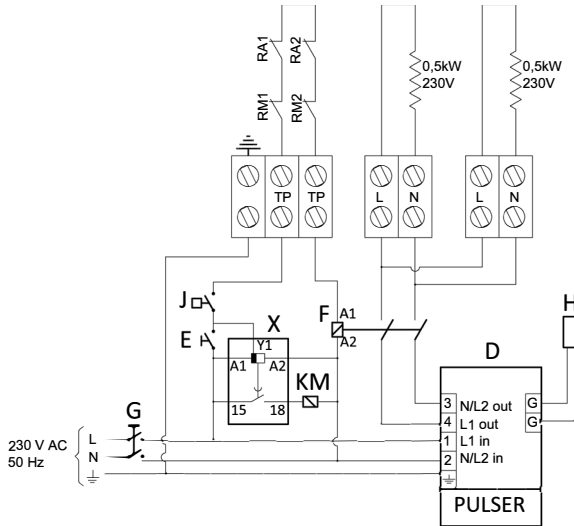 RA1
RA2
RM1
RM2
0,5kW
230V
0,5kW
230V
TP
TP
L
N
L
N
J
E
X
Y1
A1
A2
15
18
KM
F
A1
A2
H
D
3
N/L2 out
G
4
L1 out
G
1
L1 in
2
N/L2 in
PULSER
G
230 V AC
50 Hz
L
N